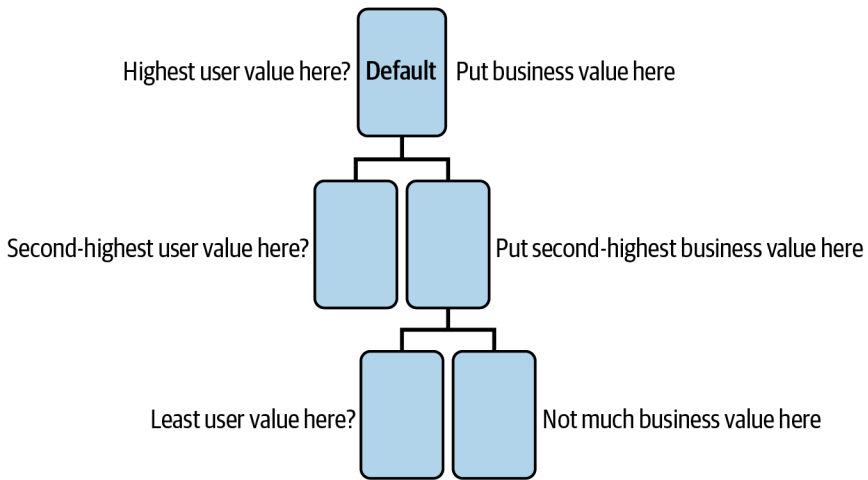 Highest user value here?
Default
Put business value here
Second-highest user value here?
Put second-highest business value here
Least user value here?
Not much business value here